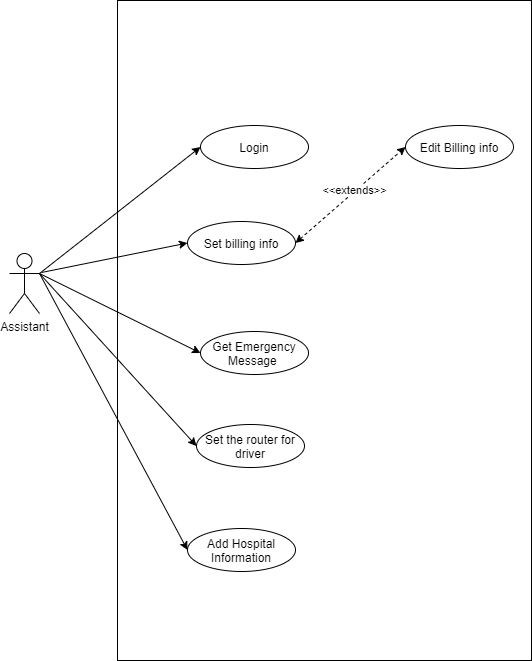 Login
Edit Billing info
<<extends>>
Set billing info
Assistant
Get Emergency
Message
Set the router for
driver
Add Hospital
Information